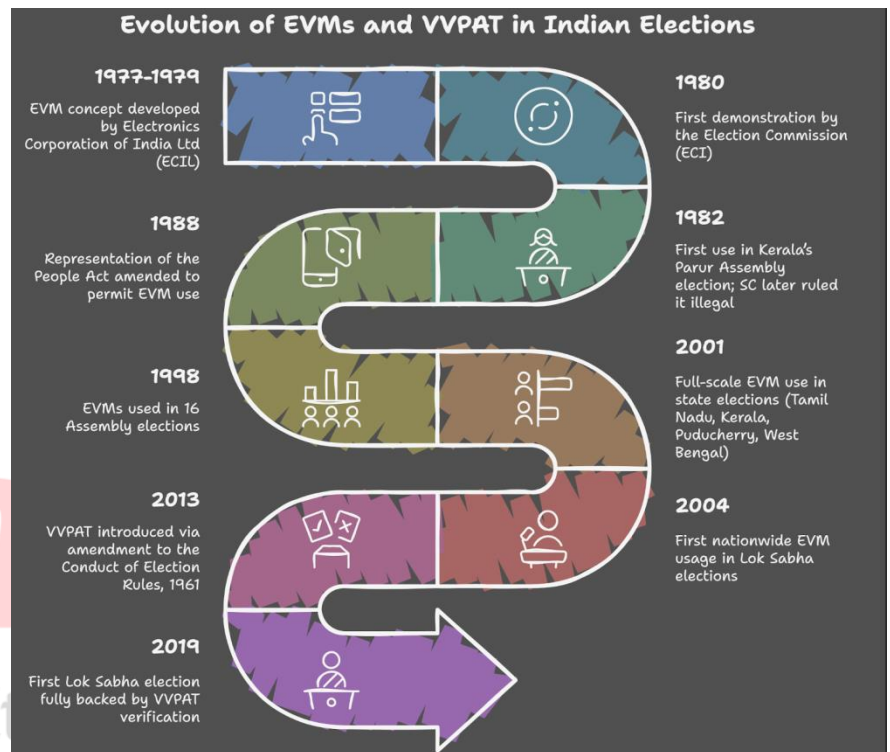 Evolution of EVMs and VVPAT in Indian Elections
1977-1979
EVM concept developed
by Electronics
Corporation of India Ltd
(ECIL)
1980
First demonstration by
the Election Commission
(ECI)
1982
First use in Kerala's
Parur Assembly
election; SC later ruled
it illegal
1988
Representation of the
People Act amended to
permit EVM use
1998
EVMs used in 16
Assembly elections
2001
Full-scale EVM use in
state elections (Tamil
Nadu, Kerala,
Puducherry, West
Bengal)
2004
First nationwide EVM
usage in Lok Sabha
elections
2013
VVPAT introduced via
amendment to the
Conduct of Election
Rules, 1961
2019
First Lok Sabha election
fully backed by VVPAT
verification